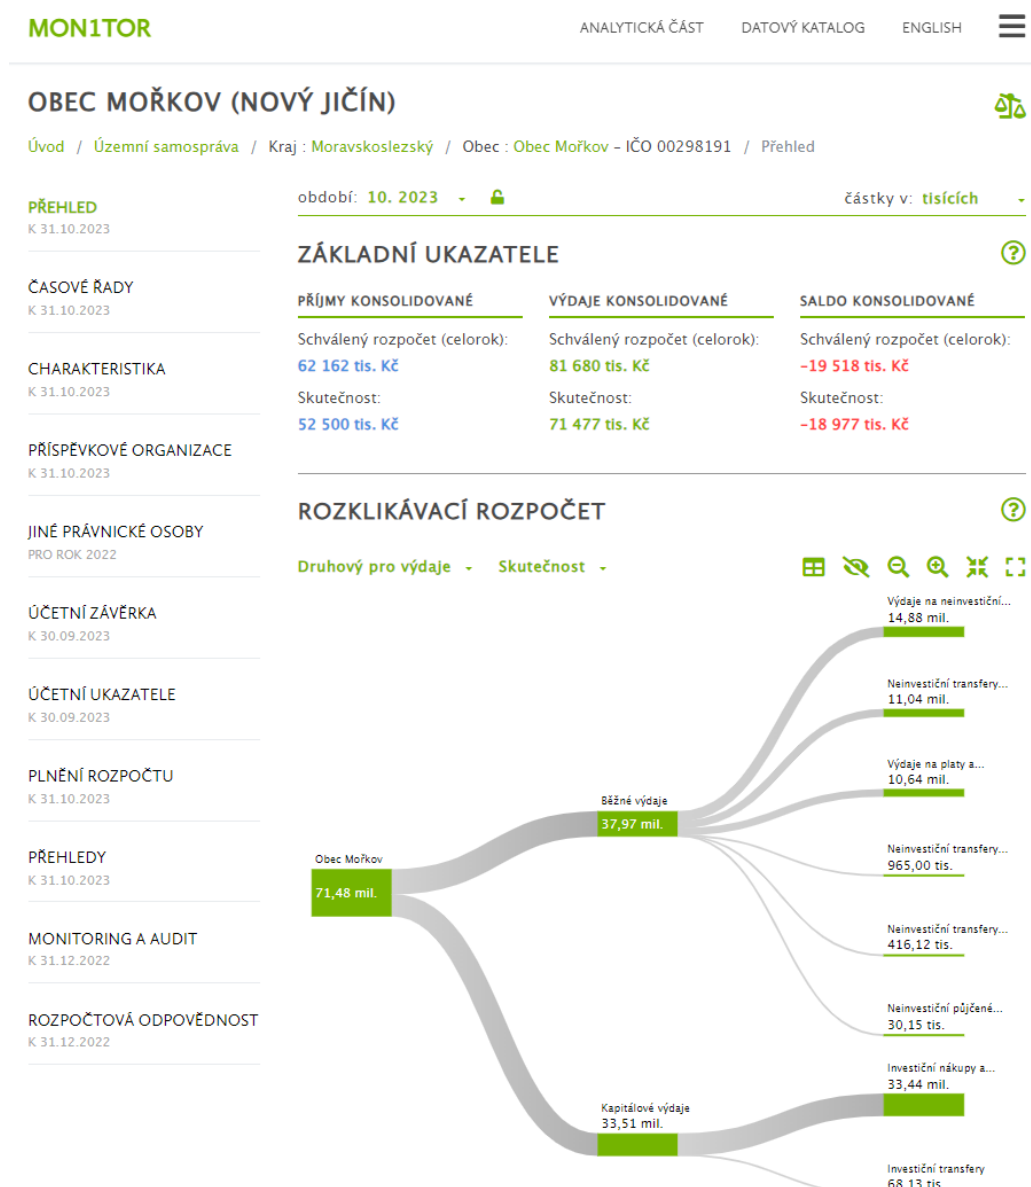 MON1TOR
ANALYTICKÁ ČÁST DATOVÝ KATALOG ENGLISH
OBEC MOŘKOV (NOVÝ JIČÍN)
Úvod / Územní samospráva / Kraj : Moravskoslezský / Obec : Obec Mořkov – IČO 00298191 / Přehled
PŘEHLED
K 31.10.2023
ČASOVÉ ŘADY
K 31.10.2023
CHARAKTERISTIKA
K 31.10.2023
PŘÍSPĚVKOVÉ ORGANIZACE
K 31.10.2023
JINÉ PRÁVNICKÉ OSOBY
PRO ROK 2022
ÚČETNÍ ZÁVĚRKA
K 30.09.2023
ÚČETNÍ UKAZATELE
K 30.09.2023
PLNĚNÍ ROZPOČTU
K 31.10.2023
PŘEHLEDY
K 31.10.2023
MONITORING A AUDIT
K 31.12.2022
ROZPOČTOVÁ ODPOVĚDNOST
K 31.12.2022
období: 10. 2023 částky v: tisících
ZÁKLADNÍ UKAZATELE
PŘÍJMY KONSOLIDOVANÉ
Schválený rozpočet (celorok):
62 162 tis. Kč
Skutečnost:
52 500 tis. Kč
VÝDAJE KONSOLIDOVANÉ
Schválený rozpočet (celorok):
81 680 tis. Kč
Skutečnost:
71 477 tis. Kč
SALDO KONSOLIDOVANÉ
Schválený rozpočet (celorok):
–19 518 tis. Kč
Skutečnost:
–18 977 tis. Kč
ROZKLIKÁVACÍ ROZPOČET
Druhový pro výdaje Skutečnost
Obec Mořkov
71,48 mil.
Běžné výdaje
37,97 mil.
Kapitálové výdaje
33,51 mil.
Výdaje na neinvestiční...
14,88 mil.
Neinvestiční transfery...
11,04 mil.
Výdaje na platy a...
10,64 mil.
Neinvestiční transfery...
965,00 tis.
Neinvestiční transfery...
416,12 tis.
Neinvestiční půjčené...
30,15 tis.
Investiční nákupy a...
33,44 mil.
Investiční transfery
68,13 tis.